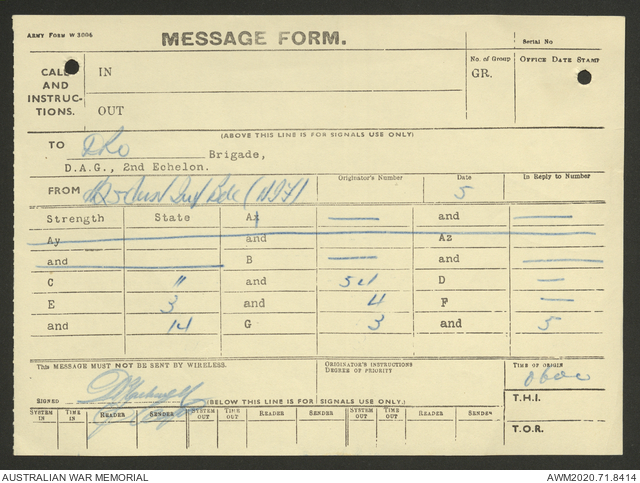 ARMY FORM W 3006
MESSAGE FORM.
Serial No
CALL AND INSTRUC- TIONS.
IN
No. of Group GR.
OFFICE DATE STAMP
OUT
(ABOVE THIS LINE IS FOR SIGNALS USE ONLY)
TO Brigade,
D.A.G., 2nd Echelon.
FROM Originator's Number Date 5 In Reply to Number
Strength State Ax — and —
Ay and Az
and B — and —
C " and 54 D —
E 3 and 4 F —
and 14 G 3 and 5
THIS MESSAGE MUST NOT BE SENT BY WIRELESS.
ORIGINATOR'S INSTRUCTIONS DEGREE OF PRIORITY
TIME OF ORIGIN
SIGNED
(BELOW THIS LINE IS FOR SIGNALS USE ONLY.)
T.H.I.
SYSTEM IN TIME IN READER SENDER SYSTEM OUT TIME OUT READER SENDER SYSTEM OUT TIME OUT READER SENDER
T.O.R.
AUSTRALIAN WAR MEMORIAL AWM2020.71.8414